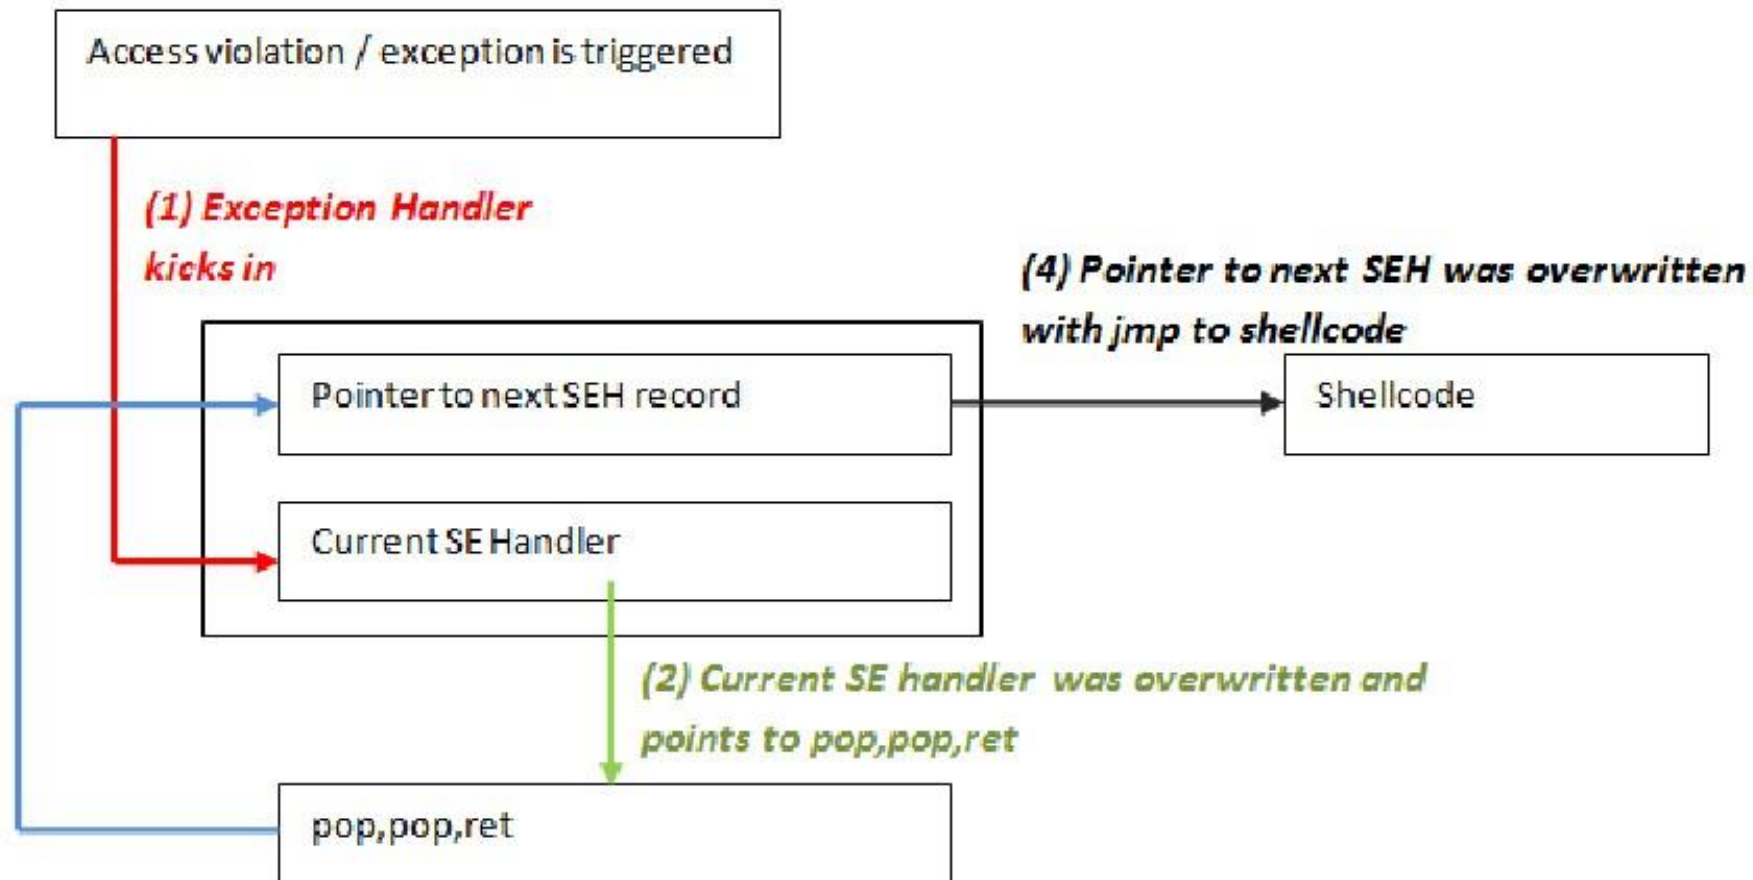 Access violation / exception is triggered
(1) Exception Handler
kicks in
(4) Pointer to next SEH was overwritten
with jmp to shellcode
Pointer to next SEH record
Shellcode
Current SE Handler
(2) Current SE handler was overwritten and
points to pop,pop,ret
pop,pop,ret